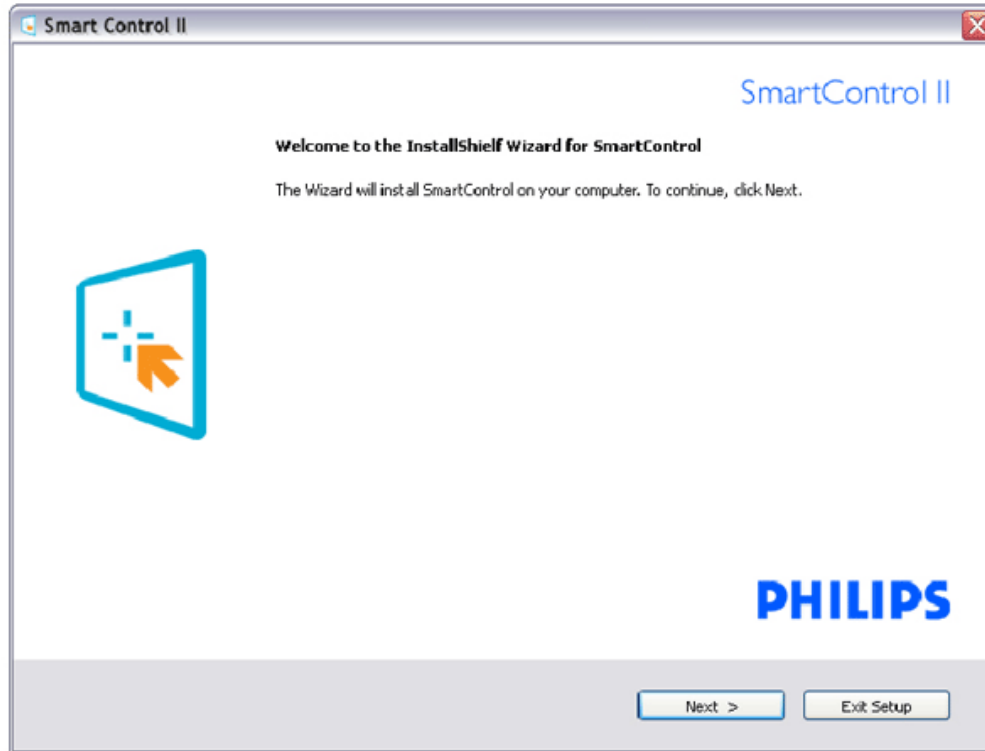 Smart Control II
SmartControl II
Welcome to the InstallShielf Wizard for SmartControl
The Wizard will install SmartControl on your computer. To continue, click Next.
PHILIPS
Next >
Exit Setup